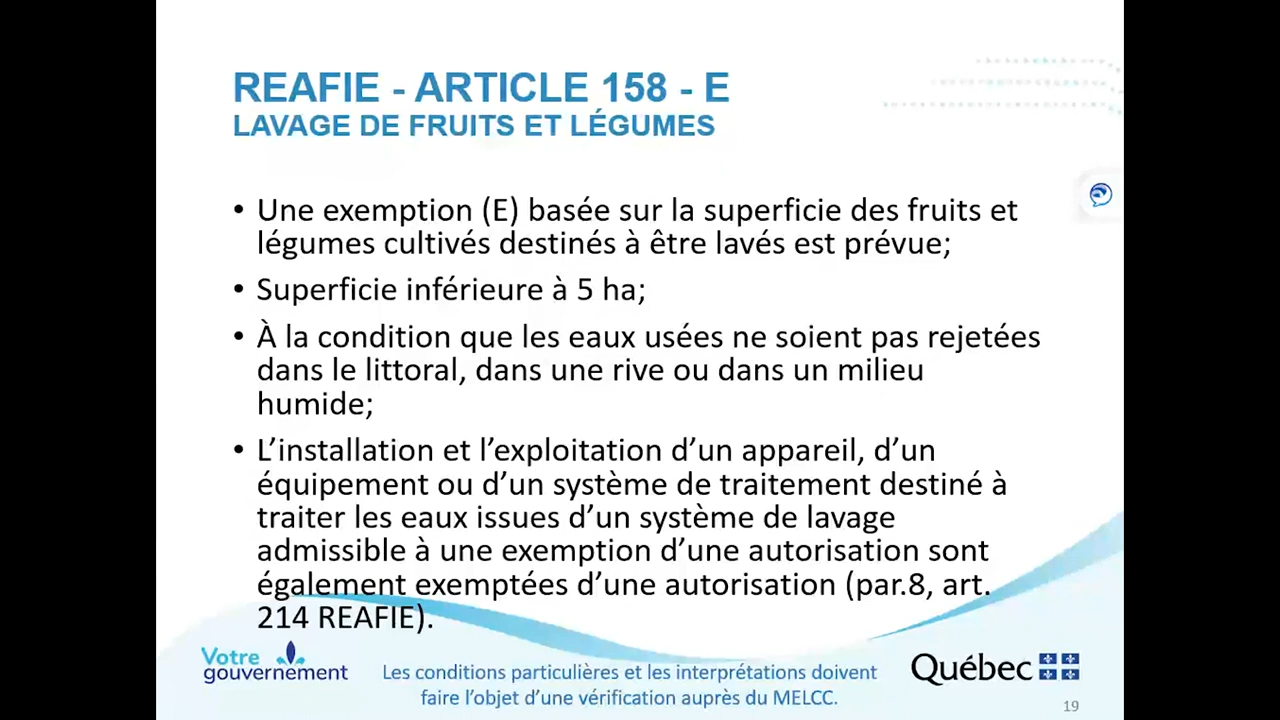 REAFIE - ARTICLE 158 - E
LAVAGE DE FRUITS ET LÉGUMES
• Une exemption (E) basée sur la superficie des fruits et
légumes cultivés destinés à être lavés est prévue;
• Superficie inférieure à 5 ha;
• À la condition que les eaux usées ne soient pas rejetées
dans le littoral, dans une rive ou dans un milieu
humide;
• L’installation et l’exploitation d’un appareil, d’un
équipement ou d’un système de traitement destiné à
traiter les eaux issues d’un système de lavage
admissible à une exemption d’une autorisation sont
également exemptées d’une autorisation (par.8, art.
214 REAFIE).
Votre
gouvernement
Les conditions particulières et les interprétations doivent
faire l’objet d’une vérification auprès du MELCC.
Québec
19